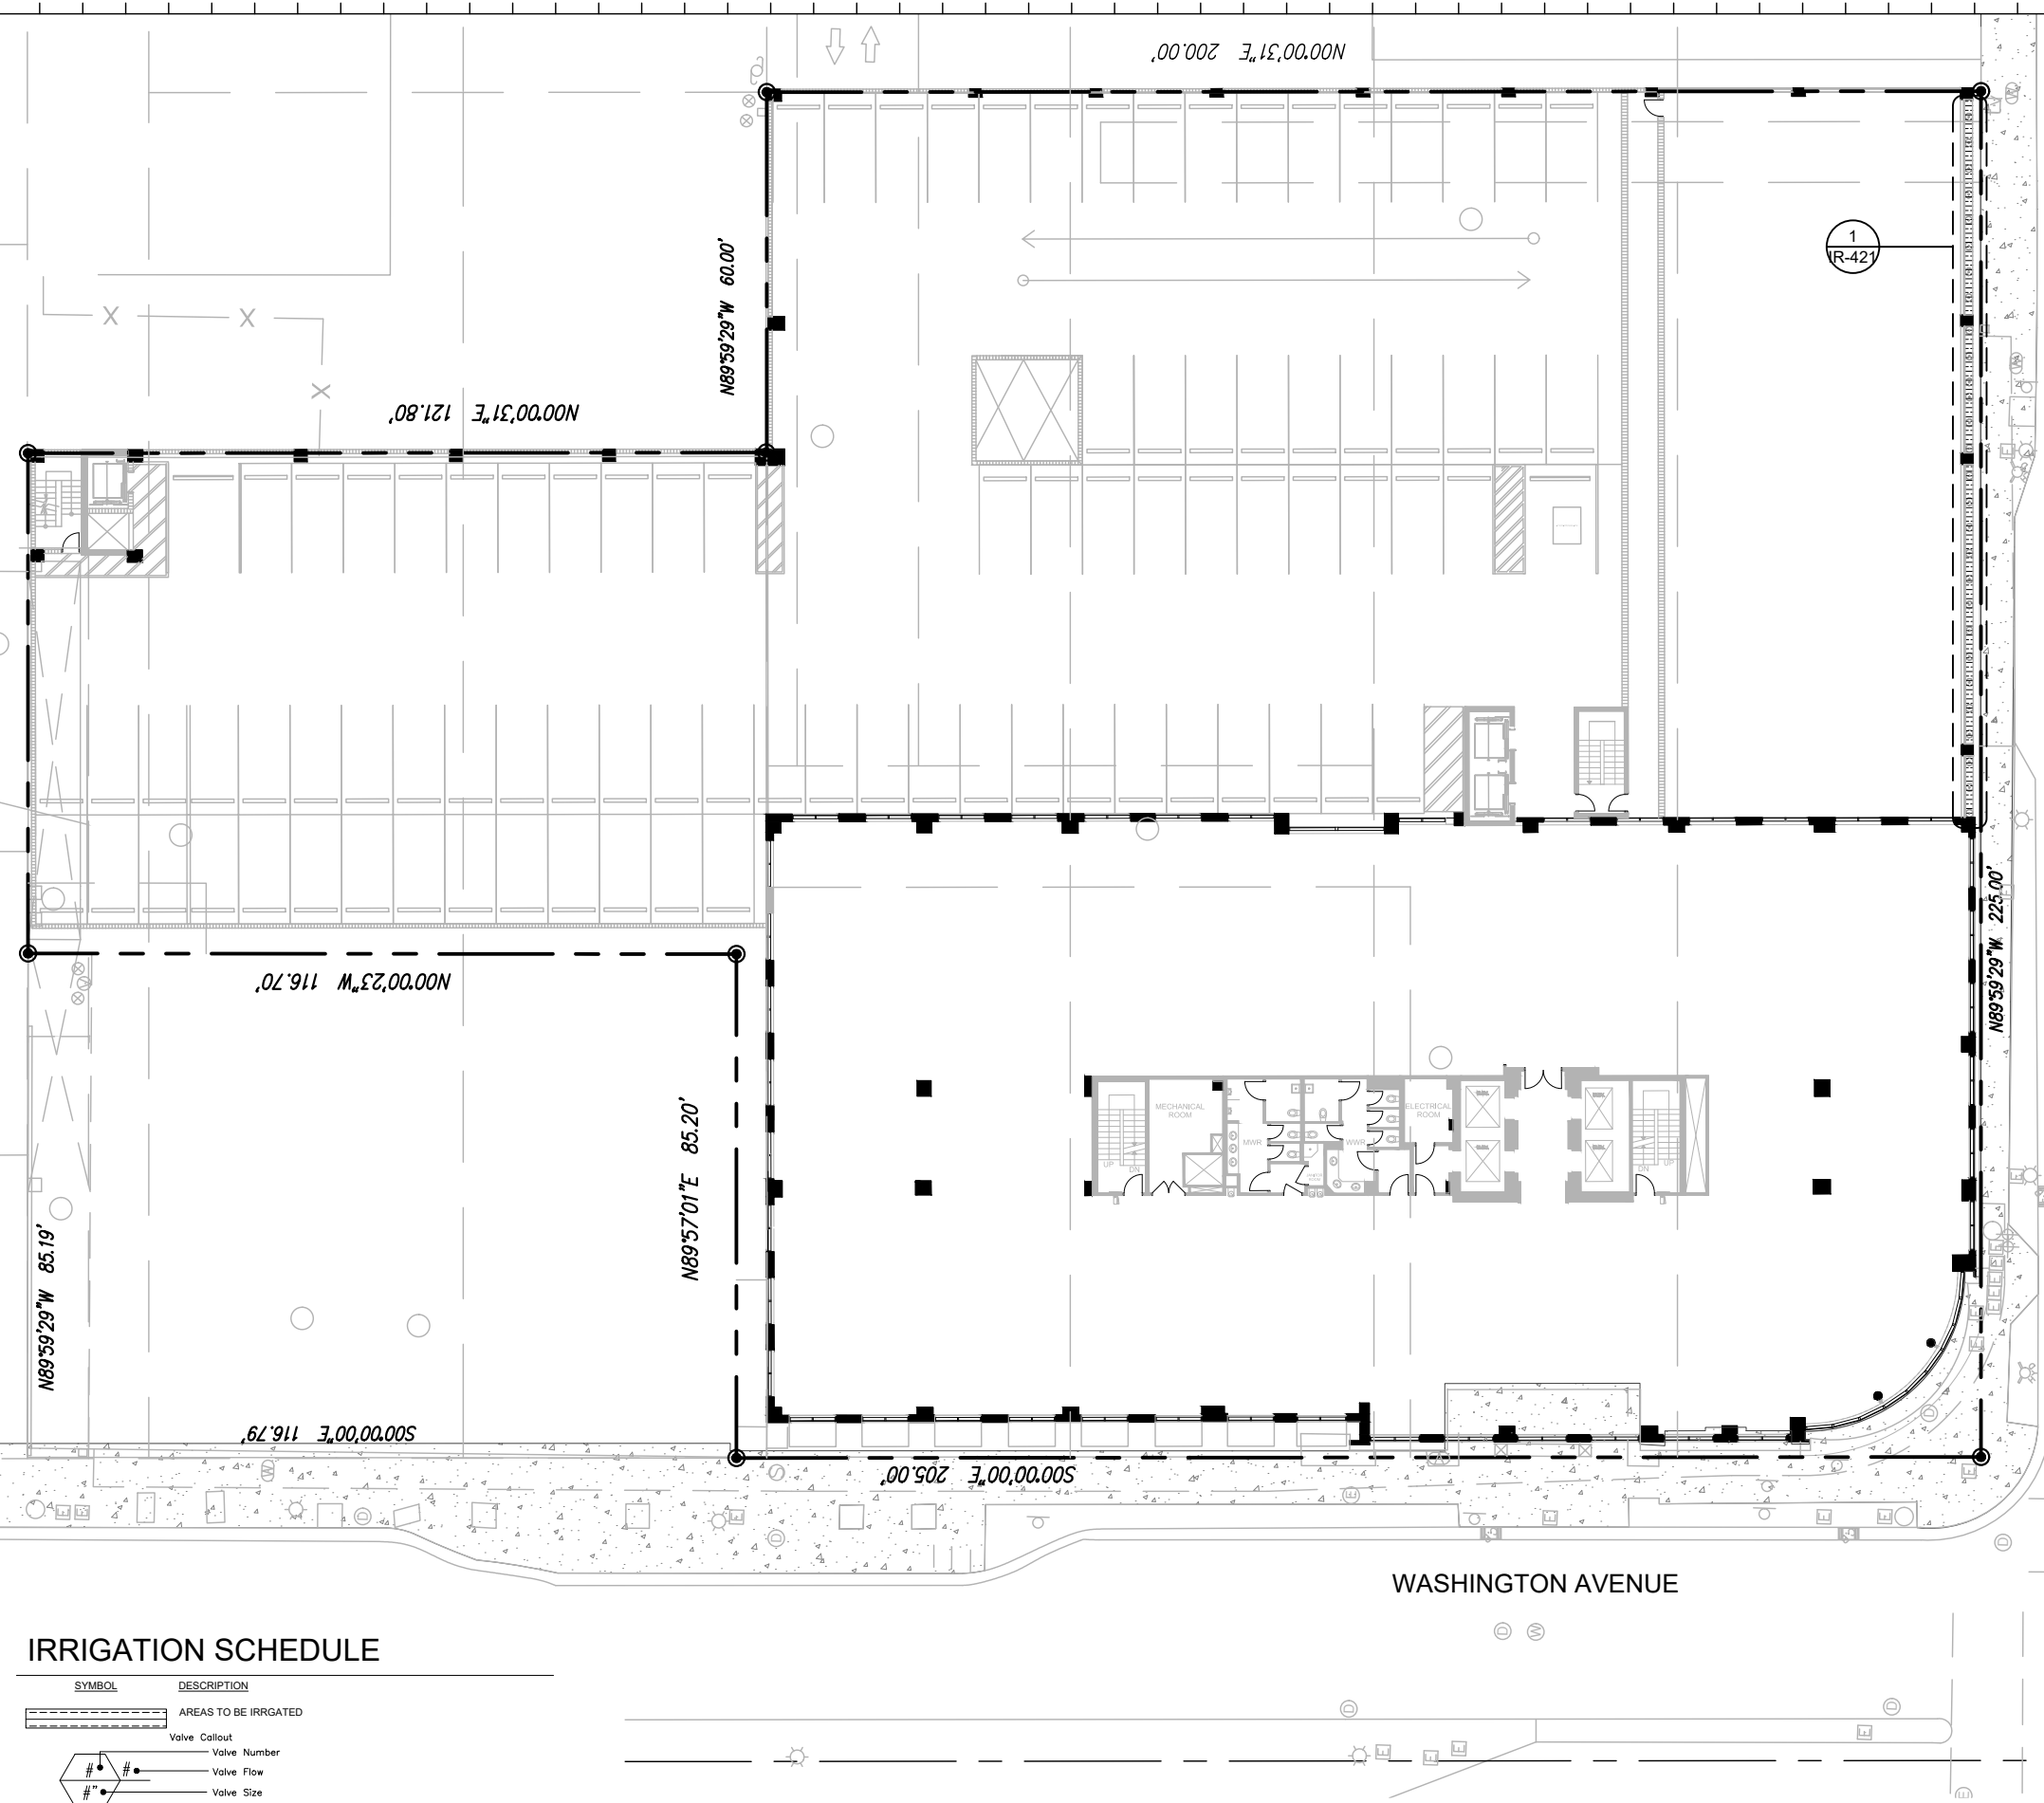 N00°00'31"E 200.00'
N89°59'29"W 60.00'
1
IR-421
X
X
X
N00°00'31"E 121.80'
N89°59'29"W 225.00'
N00°00'23"W 116.70'
N89°57'01"E 85.20'
MECHANICAL
ROOM
MWR
WWR
ELECTRICAL
ROOM
UP
DN
DN
UP
N89°59'29"W 85.19'
S00°00'00"E 116.79'
S00°00'00"E 205.00'
WASHINGTON AVENUE
D
W
IRRIGATION SCHEDULE
SYMBOL DESCRIPTION
AREAS TO BE IRRGATED
Valve Callout
Valve Number
# # Valve Flow
#" Valve Size
D
D
E
E
E
E